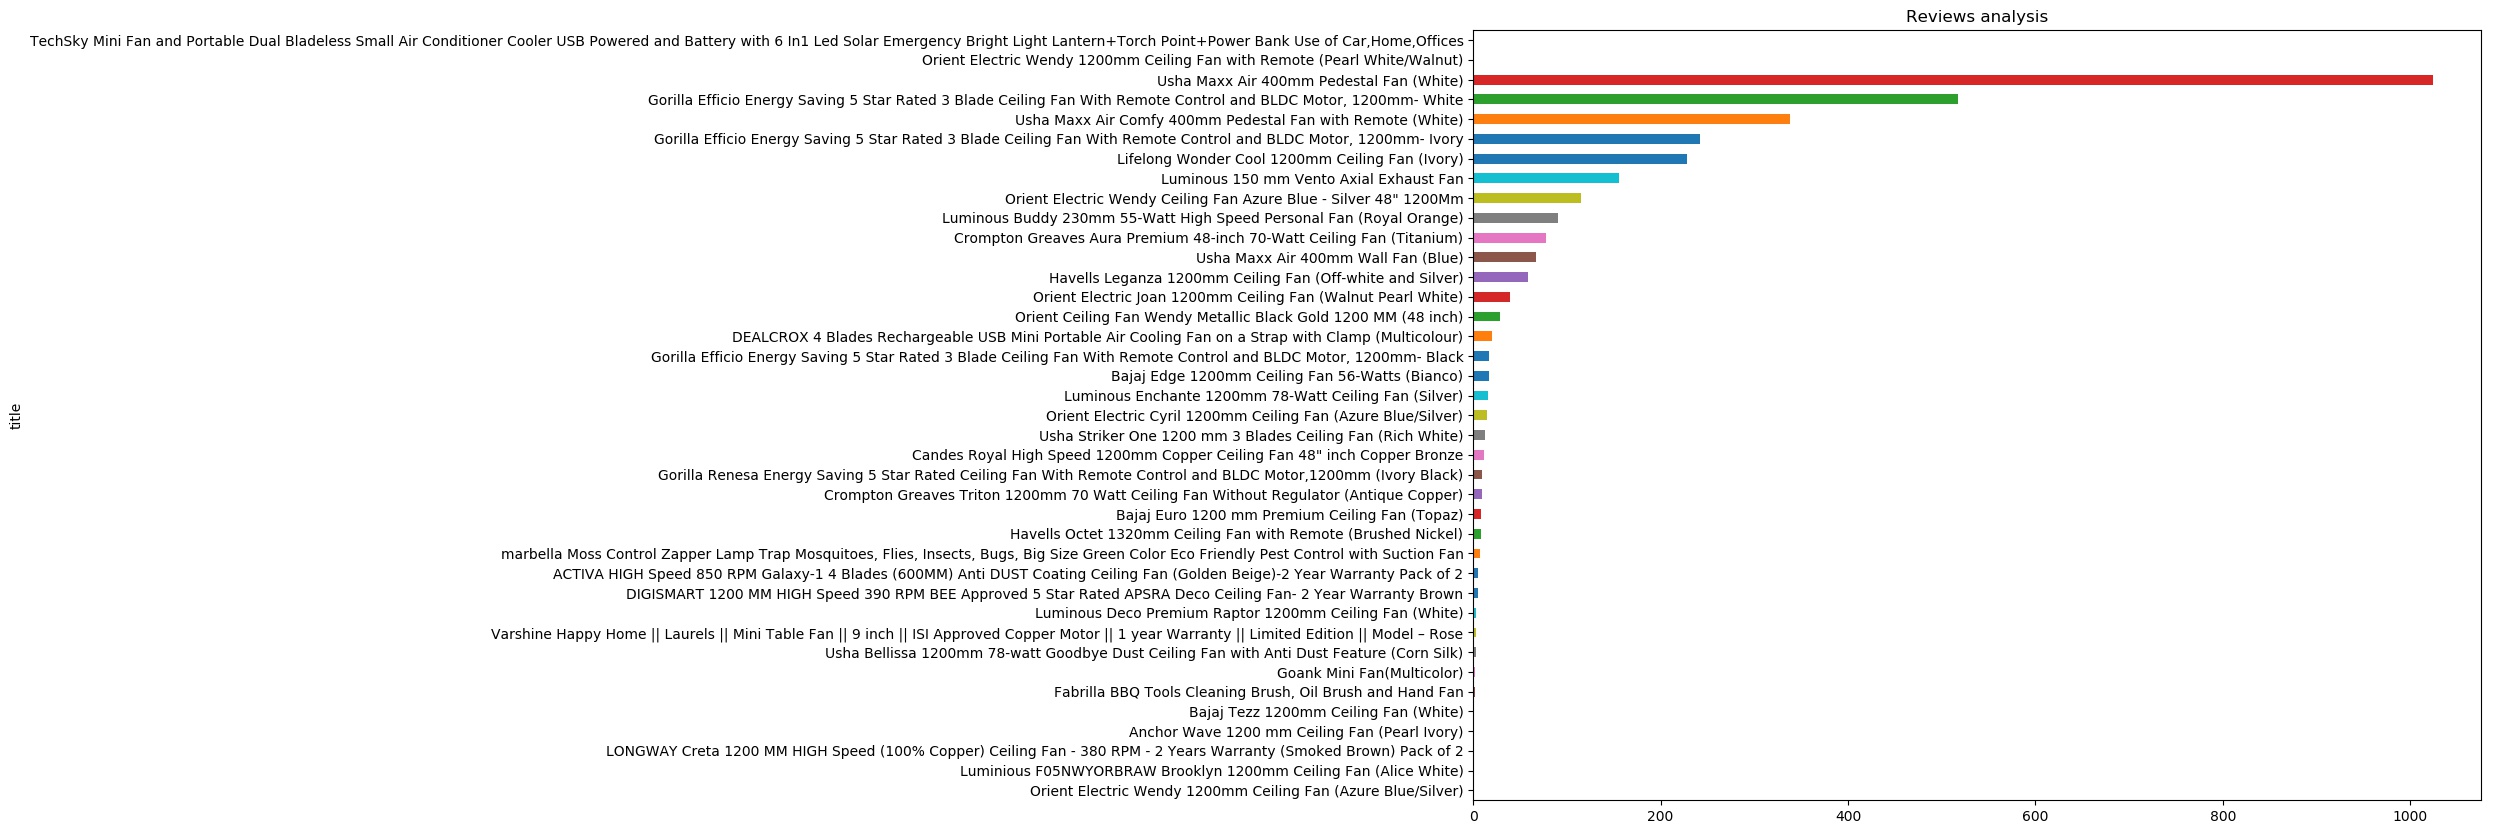 Reviews analysis
TechSky Mini Fan and Portable Dual Bladeless Small Air Conditioner Cooler USB Powered and Battery with 6 In1 Led Solar Emergency Bright Light Lantern+Torch Point+Power Bank Use of Car,Home,Offices
Orient Electric Wendy 1200mm Ceiling Fan with Remote (Pearl White/Walnut)
Usha Maxx Air 400mm Pedestal Fan (White)
Gorilla Efficio Energy Saving 5 Star Rated 3 Blade Ceiling Fan With Remote Control and BLDC Motor, 1200mm- White
Usha Maxx Air Comfy 400mm Pedestal Fan with Remote (White)
Gorilla Efficio Energy Saving 5 Star Rated 3 Blade Ceiling Fan With Remote Control and BLDC Motor, 1200mm- Ivory
Lifelong Wonder Cool 1200mm Ceiling Fan (Ivory)
Luminous 150 mm Vento Axial Exhaust Fan
Orient Electric Wendy Ceiling Fan Azure Blue - Silver 48" 1200Mm
Luminous Buddy 230mm 55-Watt High Speed Personal Fan (Royal Orange)
Crompton Greaves Aura Premium 48-inch 70-Watt Ceiling Fan (Titanium)
Usha Maxx Air 400mm Wall Fan (Blue)
Havells Leganza 1200mm Ceiling Fan (Off-white and Silver)
Orient Electric Joan 1200mm Ceiling Fan (Walnut Pearl White)
Orient Ceiling Fan Wendy Metallic Black Gold 1200 MM (48 inch)
DEALCROX 4 Blades Rechargeable USB Mini Portable Air Cooling Fan on a Strap with Clamp (Multicolour)
Gorilla Efficio Energy Saving 5 Star Rated 3 Blade Ceiling Fan With Remote Control and BLDC Motor, 1200mm- Black
Bajaj Edge 1200mm Ceiling Fan 56-Watts (Bianco)
Luminous Enchante 1200mm 78-Watt Ceiling Fan (Silver)
Orient Electric Cyril 1200mm Ceiling Fan (Azure Blue/Silver)
Usha Striker One 1200 mm 3 Blades Ceiling Fan (Rich White)
Candes Royal High Speed 1200mm Copper Ceiling Fan 48" inch Copper Bronze
Gorilla Renesa Energy Saving 5 Star Rated Ceiling Fan With Remote Control and BLDC Motor,1200mm (Ivory Black)
Crompton Greaves Triton 1200mm 70 Watt Ceiling Fan Without Regulator (Antique Copper)
Bajaj Euro 1200 mm Premium Ceiling Fan (Topaz)
Havells Octet 1320mm Ceiling Fan with Remote (Brushed Nickel)
marbella Moss Control Zapper Lamp Trap Mosquitoes, Flies, Insects, Bugs, Big Size Green Color Eco Friendly Pest Control with Suction Fan
ACTIVA HIGH Speed 850 RPM Galaxy-1 4 Blades (600MM) Anti DUST Coating Ceiling Fan (Golden Beige)-2 Year Warranty Pack of 2
DIGISMART 1200 MM HIGH Speed 390 RPM BEE Approved 5 Star Rated APSRA Deco Ceiling Fan- 2 Year Warranty Brown
Luminous Deco Premium Raptor 1200mm Ceiling Fan (White)
Varshine Happy Home || Laurels || Mini Table Fan || 9 inch || ISI Approved Copper Motor || 1 year Warranty || Limited Edition || Model – Rose
Usha Bellissa 1200mm 78-watt Goodbye Dust Ceiling Fan with Anti Dust Feature (Corn Silk)
Goank Mini Fan(Multicolor)
Fabrilla BBQ Tools Cleaning Brush, Oil Brush and Hand Fan
Bajaj Tezz 1200mm Ceiling Fan (White)
Anchor Wave 1200 mm Ceiling Fan (Pearl Ivory)
LONGWAY Creta 1200 MM HIGH Speed (100% Copper) Ceiling Fan - 380 RPM - 2 Years Warranty (Smoked Brown) Pack of 2
Luminious F05NWYORBRAW Brooklyn 1200mm Ceiling Fan (Alice White)
Orient Electric Wendy 1200mm Ceiling Fan (Azure Blue/Silver)
title
0 200 400 600 800 1000